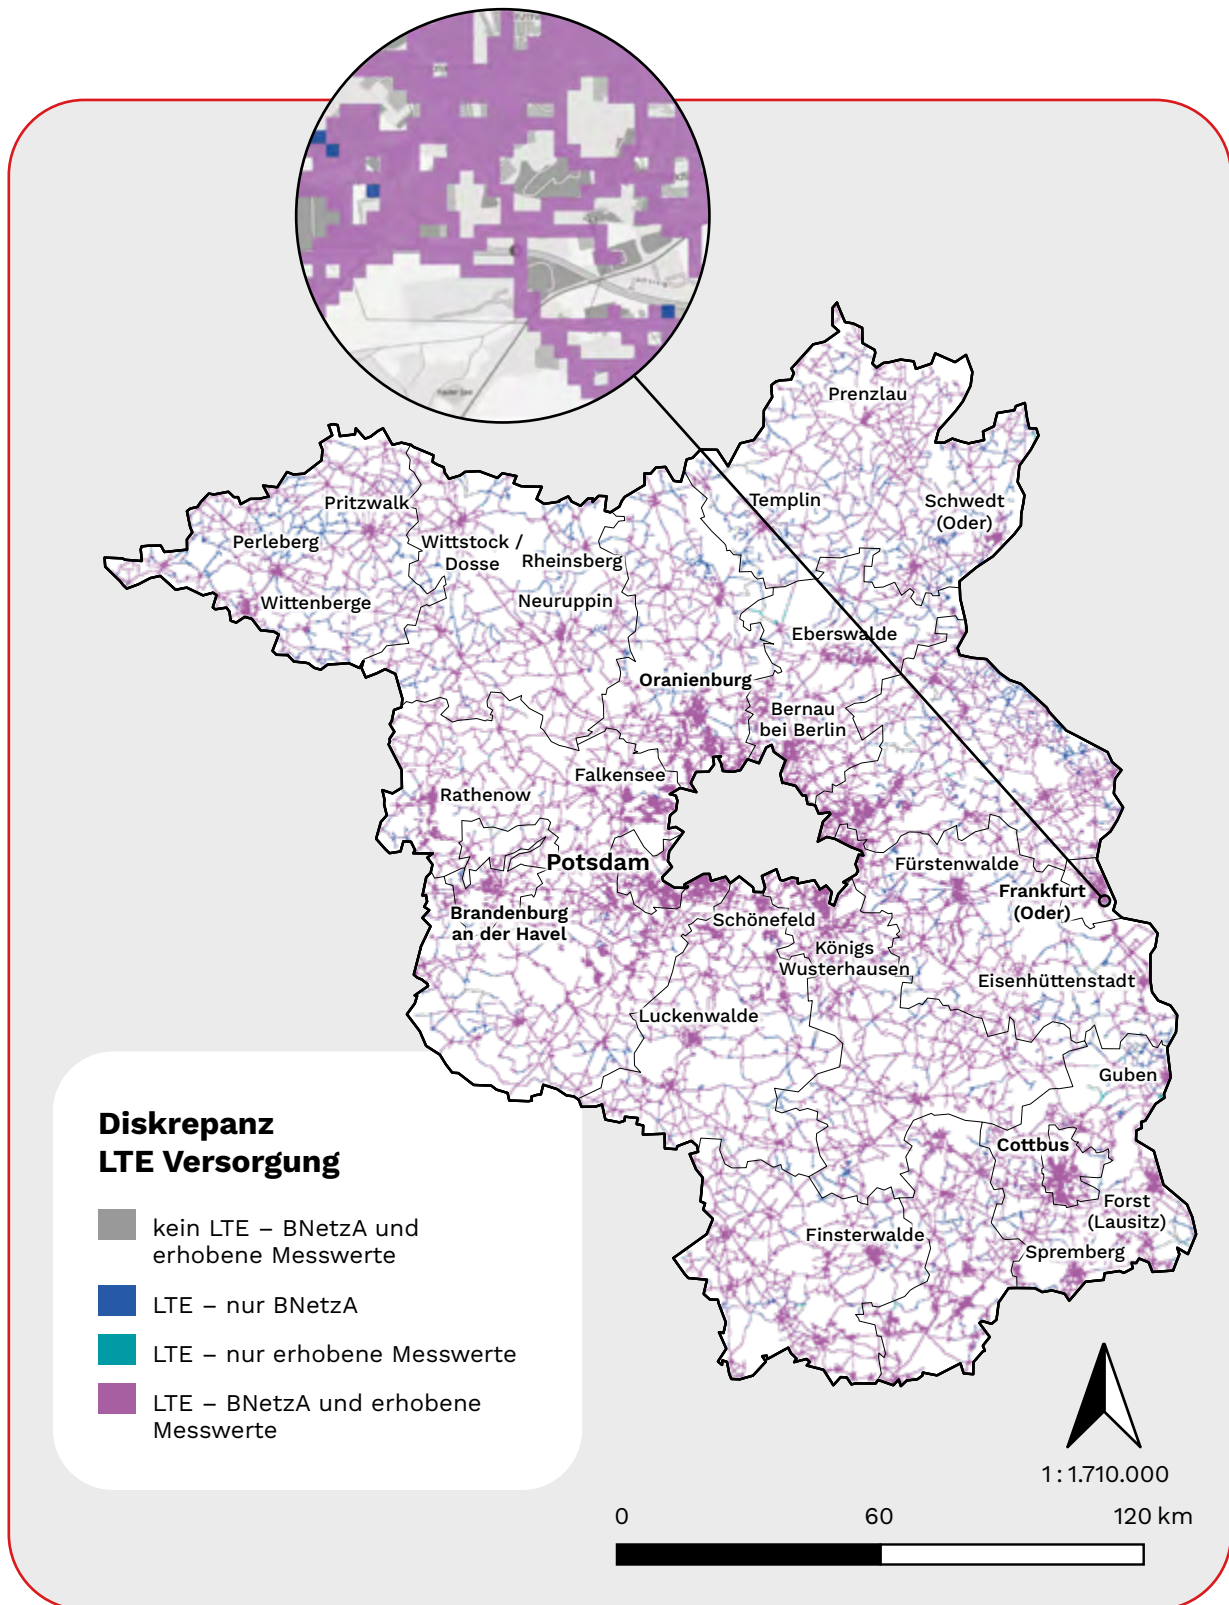 Prenzlau
Templin
Schwedt
(Oder)
Pritzwalk
Perleberg
Wittstock /
Dosse
Rheinsberg
Wittenberge
Neuruppin
Eberswalde
Oranienburg
Bernau
bei Berlin
Falkensee
Rathenow
Potsdam
Fürstenwalde
Frankfurt
(Oder)
Brandenburg
an der Havel
Schönefeld
Königs
Wusterhausen
Eisenhüttenstadt
Luckenwalde
Guben
Cottbus
Forst
(Lausitz)
Finsterwalde
Spremberg
Diskrepanz
LTE Versorgung
kein LTE – BNetzA und
erhobene Messwerte
LTE – nur BNetzA
LTE – nur erhobene Messwerte
LTE – BNetzA und erhobene
Messwerte
1 : 1.710.000
0 60 120 km